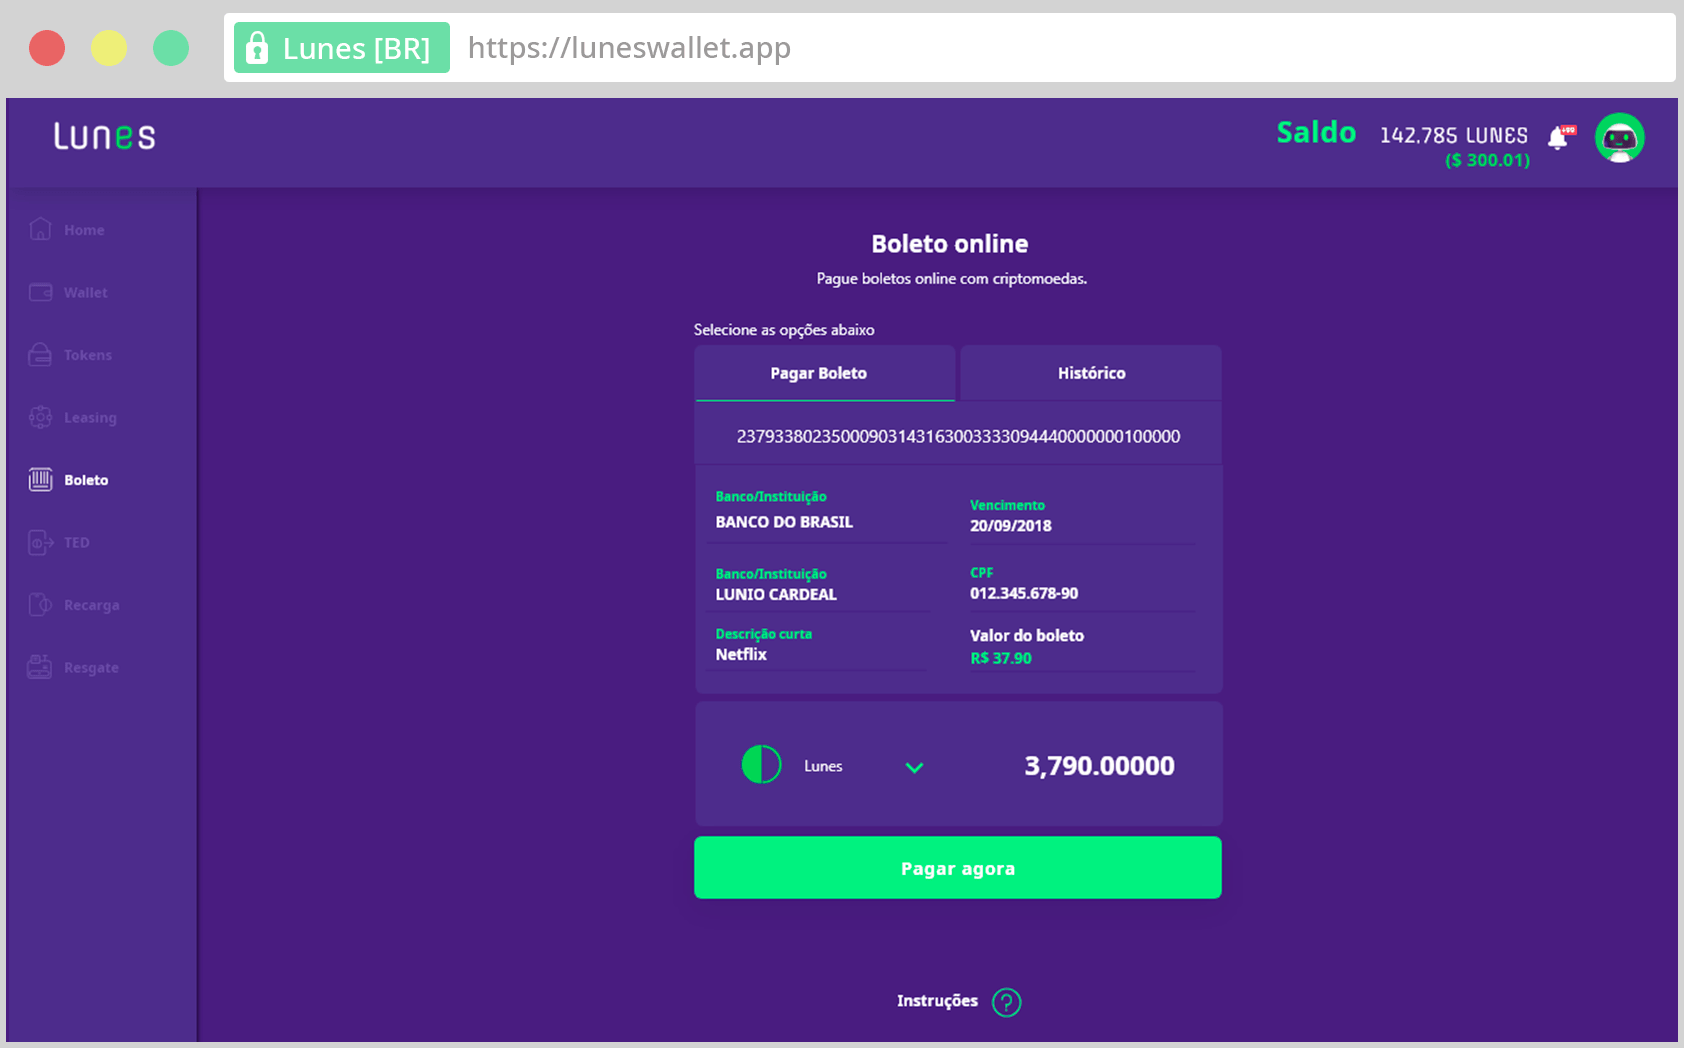 Lunes [BR] https://luneswallet.app
Lunes
Saldo 142,785 LUNES
+99
($ 300.01)
Home
Wallet
Tokens
Leasing
Boleto
TED
Recarga
Resgate
Boleto online
Pague boletos online com criptomoedas.
Selecione as opções abaixo
Pagar Boleto Histórico
23793380235000903143163003333094440000000100000
Banco/Instituição Vencimento
BANCO DO BRASIL 20/09/2018
Banco/Instituição CPF
LUNIO CARDEAL 012.345.678-90
Descrição curta Valor do boleto
Netflix R$ 37.90
Lunes 3,790.00000
Pagar agora
Instruções ?